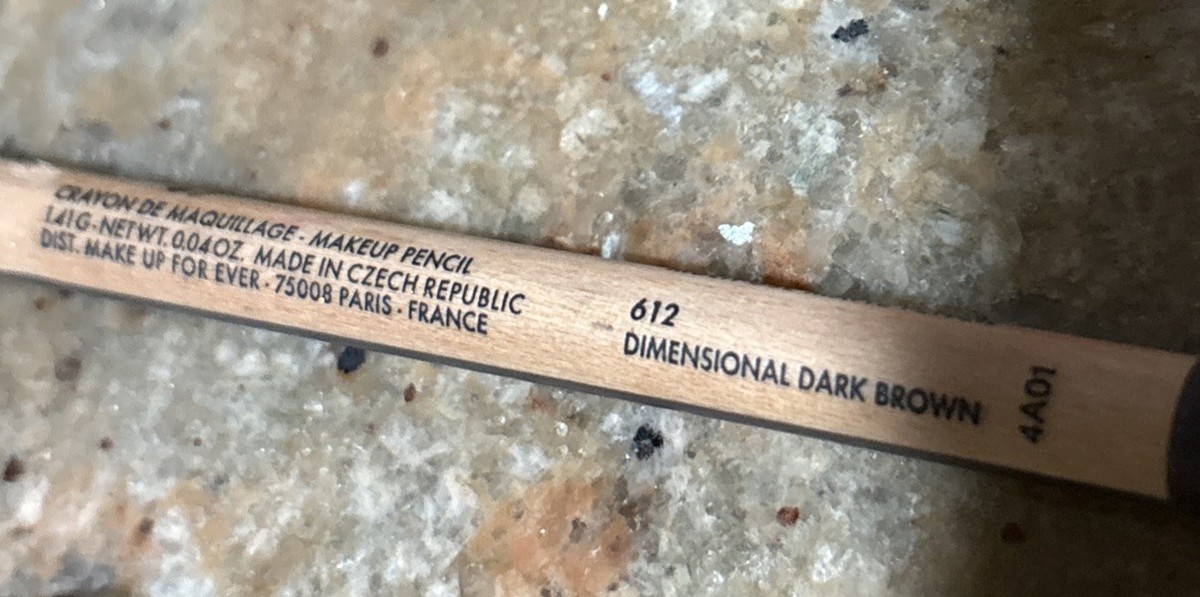 CRAYON DE MAQUILLAGE - MAKEUP PENCIL
1.41G - NET WT. 0.04 OZ. MADE IN CZECH REPUBLIC
DIST. MAKE UP FOR EVER - 75008 PARIS - FRANCE
612
DIMENSIONAL DARK BROWN
4A01